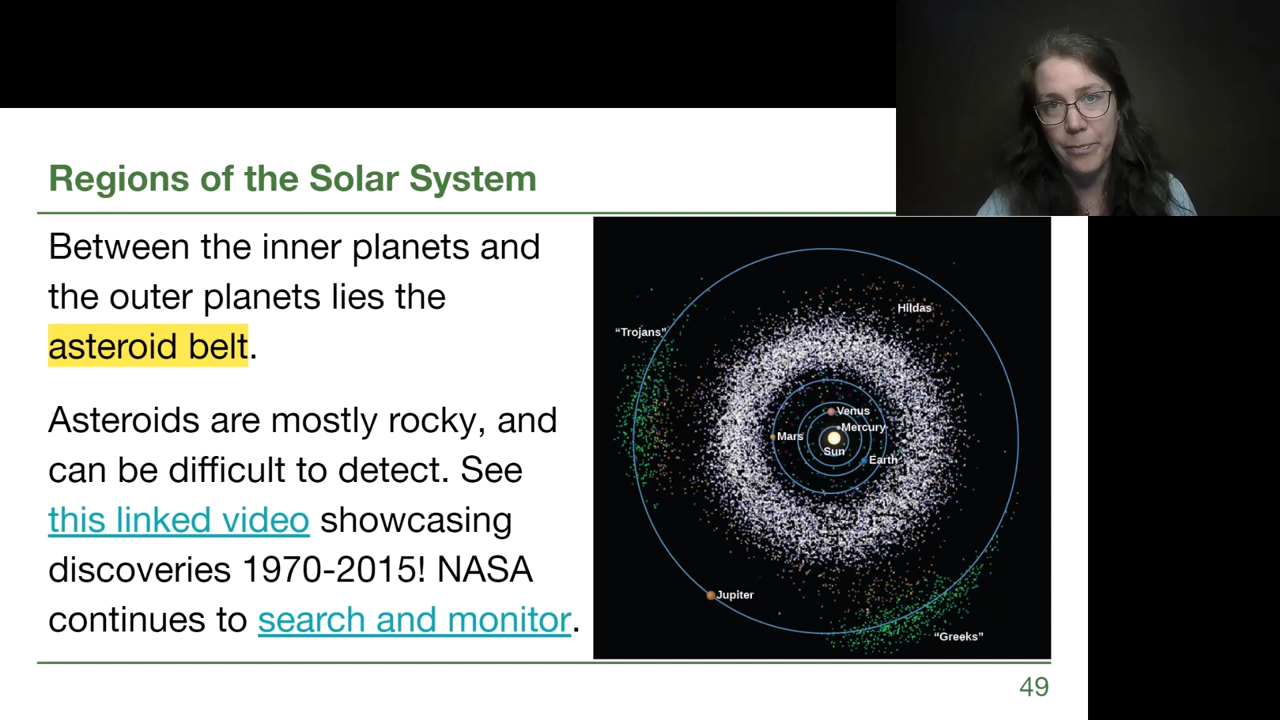 Regions of the Solar System
Between the inner planets and
the outer planets lies the
asteroid belt.
Asteroids are mostly rocky, and
can be difficult to detect. See
this linked video showcasing
discoveries 1970-2015! NASA
continues to search and monitor.
Hildas
“Trojans”
Venus
Mercury
Mars
Sun
Earth
Jupiter
“Greeks”
49